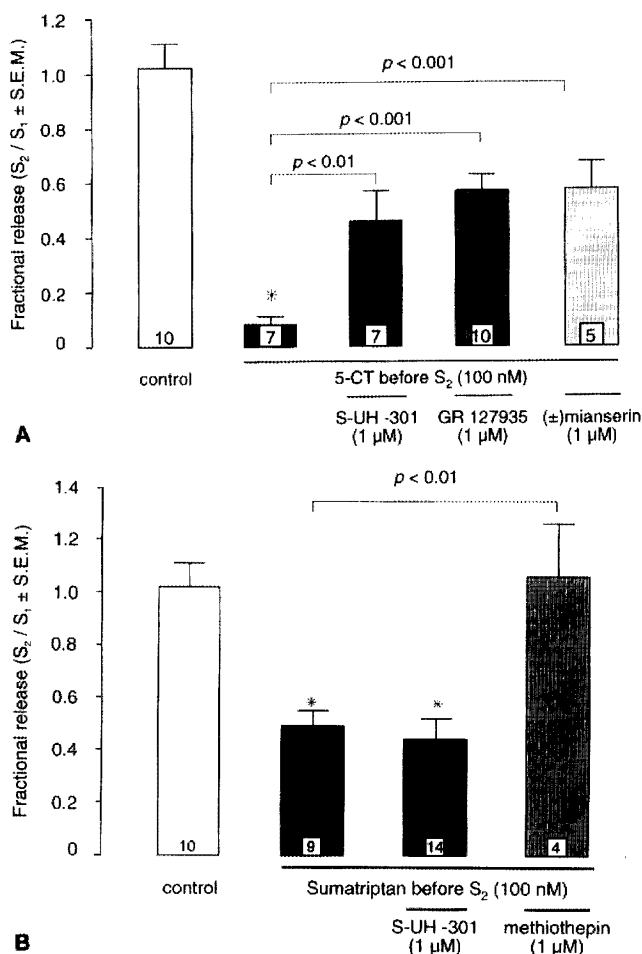 Fractional release (S₂ / S₁ ± S.E.M.)
1.0
0.8
0.6
0.4
0.2
0
p < 0.001
p < 0.001
p < 0.01
*
10
7
7
10
5
control
5-CT before S₂ (100 nM)
S-UH -301 GR 127935 (±)mianserin
(1 µM) (1 µM) (1 µM)
A
Fractional release (S₂ / S₁ ± S.E.M.)
1.4
1.2
1.0
0.8
0.6
0.4
0.2
0
p < 0.01
* *
10
9
14
4
control
Sumatriptan before S₂ (100 nM)
S-UH -301 methiothepin
(1 µM) (1 µM)
B